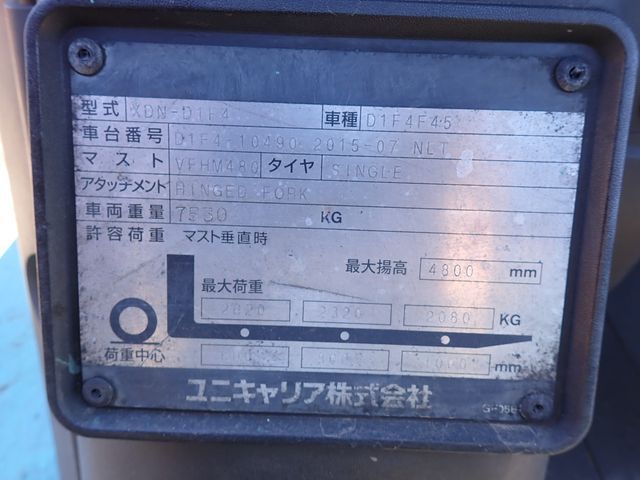 型式 XDN-D1F4 車種 D1F4F45
車台番号 D1F4-10490 2015-07 NLT
マスト VFHM480 タイヤ SINGLE
アタッチメント HINGED FORK
車両重量 7530 KG
許容荷重 マスト垂直時
最大揚高 4800 mm
最大荷重
2320 2080 KG
荷重中心 1000 mm
ユニキャリア株式会社